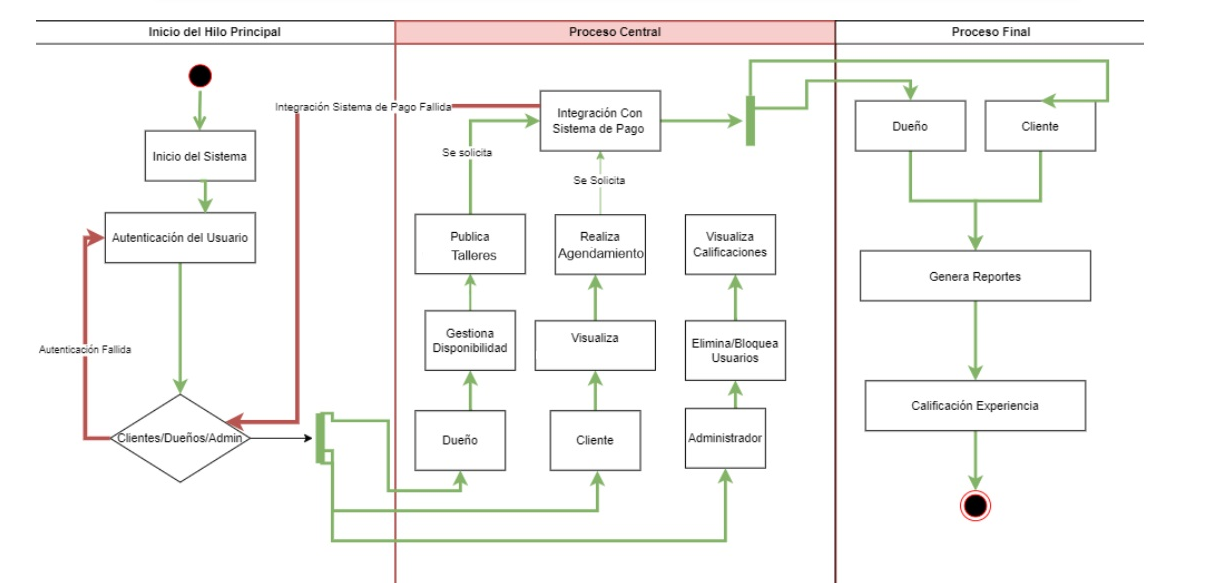 Inicio del Hilo Principal
Proceso Central
Proceso Final
Inicio del Sistema
Autenticación del Usuario
Autenticación Fallida
Clientes/Dueños/Admin
Integración Sistema de Pago Fallida
Integración Con
Sistema de Pago
Se solicita
Se Solicita
Publica
Talleres
Realiza
Agendamiento
Visualiza
Calificaciones
Gestiona
Disponibilidad
Visualiza
Elimina/Bloquea
Usuarios
Dueño
Cliente
Administrador
Dueño
Cliente
Genera Reportes
Calificación Experiencia